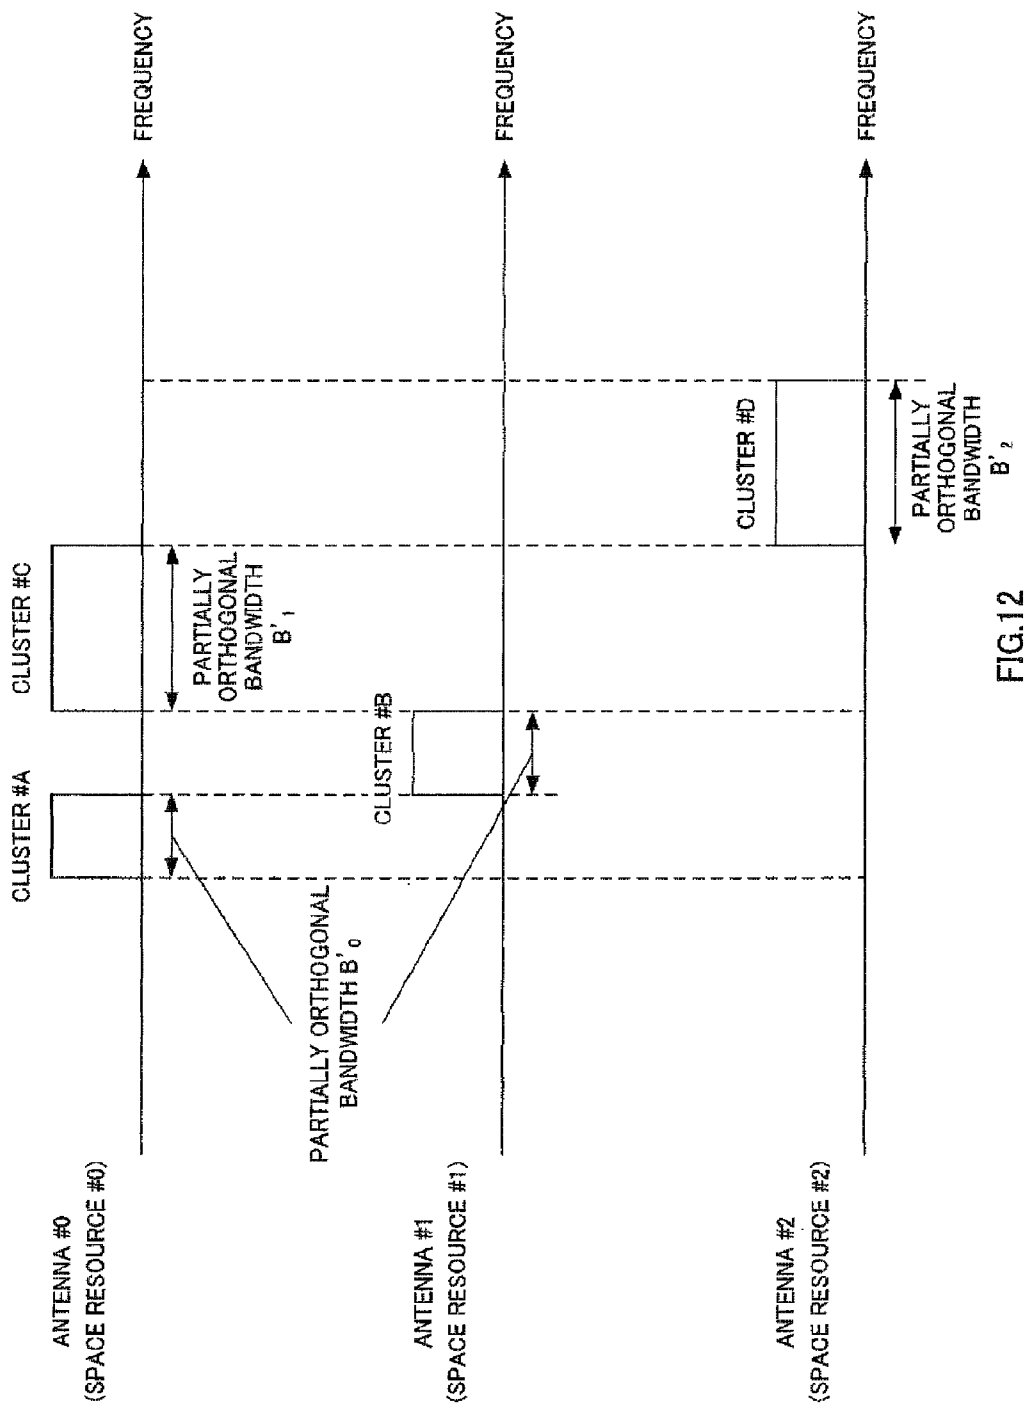 CLUSTER #A
CLUSTER #C
ANTENNA #0
(SPACE RESOURCE #0)
FREQUENCY
PARTIALLY
ORTHOGONAL
BANDWIDTH
B'1
PARTIALLY ORTHOGONAL
BANDWIDTH B'0
CLUSTER #B
ANTENNA #1
(SPACE RESOURCE #1)
FREQUENCY
CLUSTER #D
ANTENNA #2
(SPACE RESOURCE #2)
FREQUENCY
PARTIALLY
ORTHOGONAL
BANDWIDTH
B'2
FIG.12